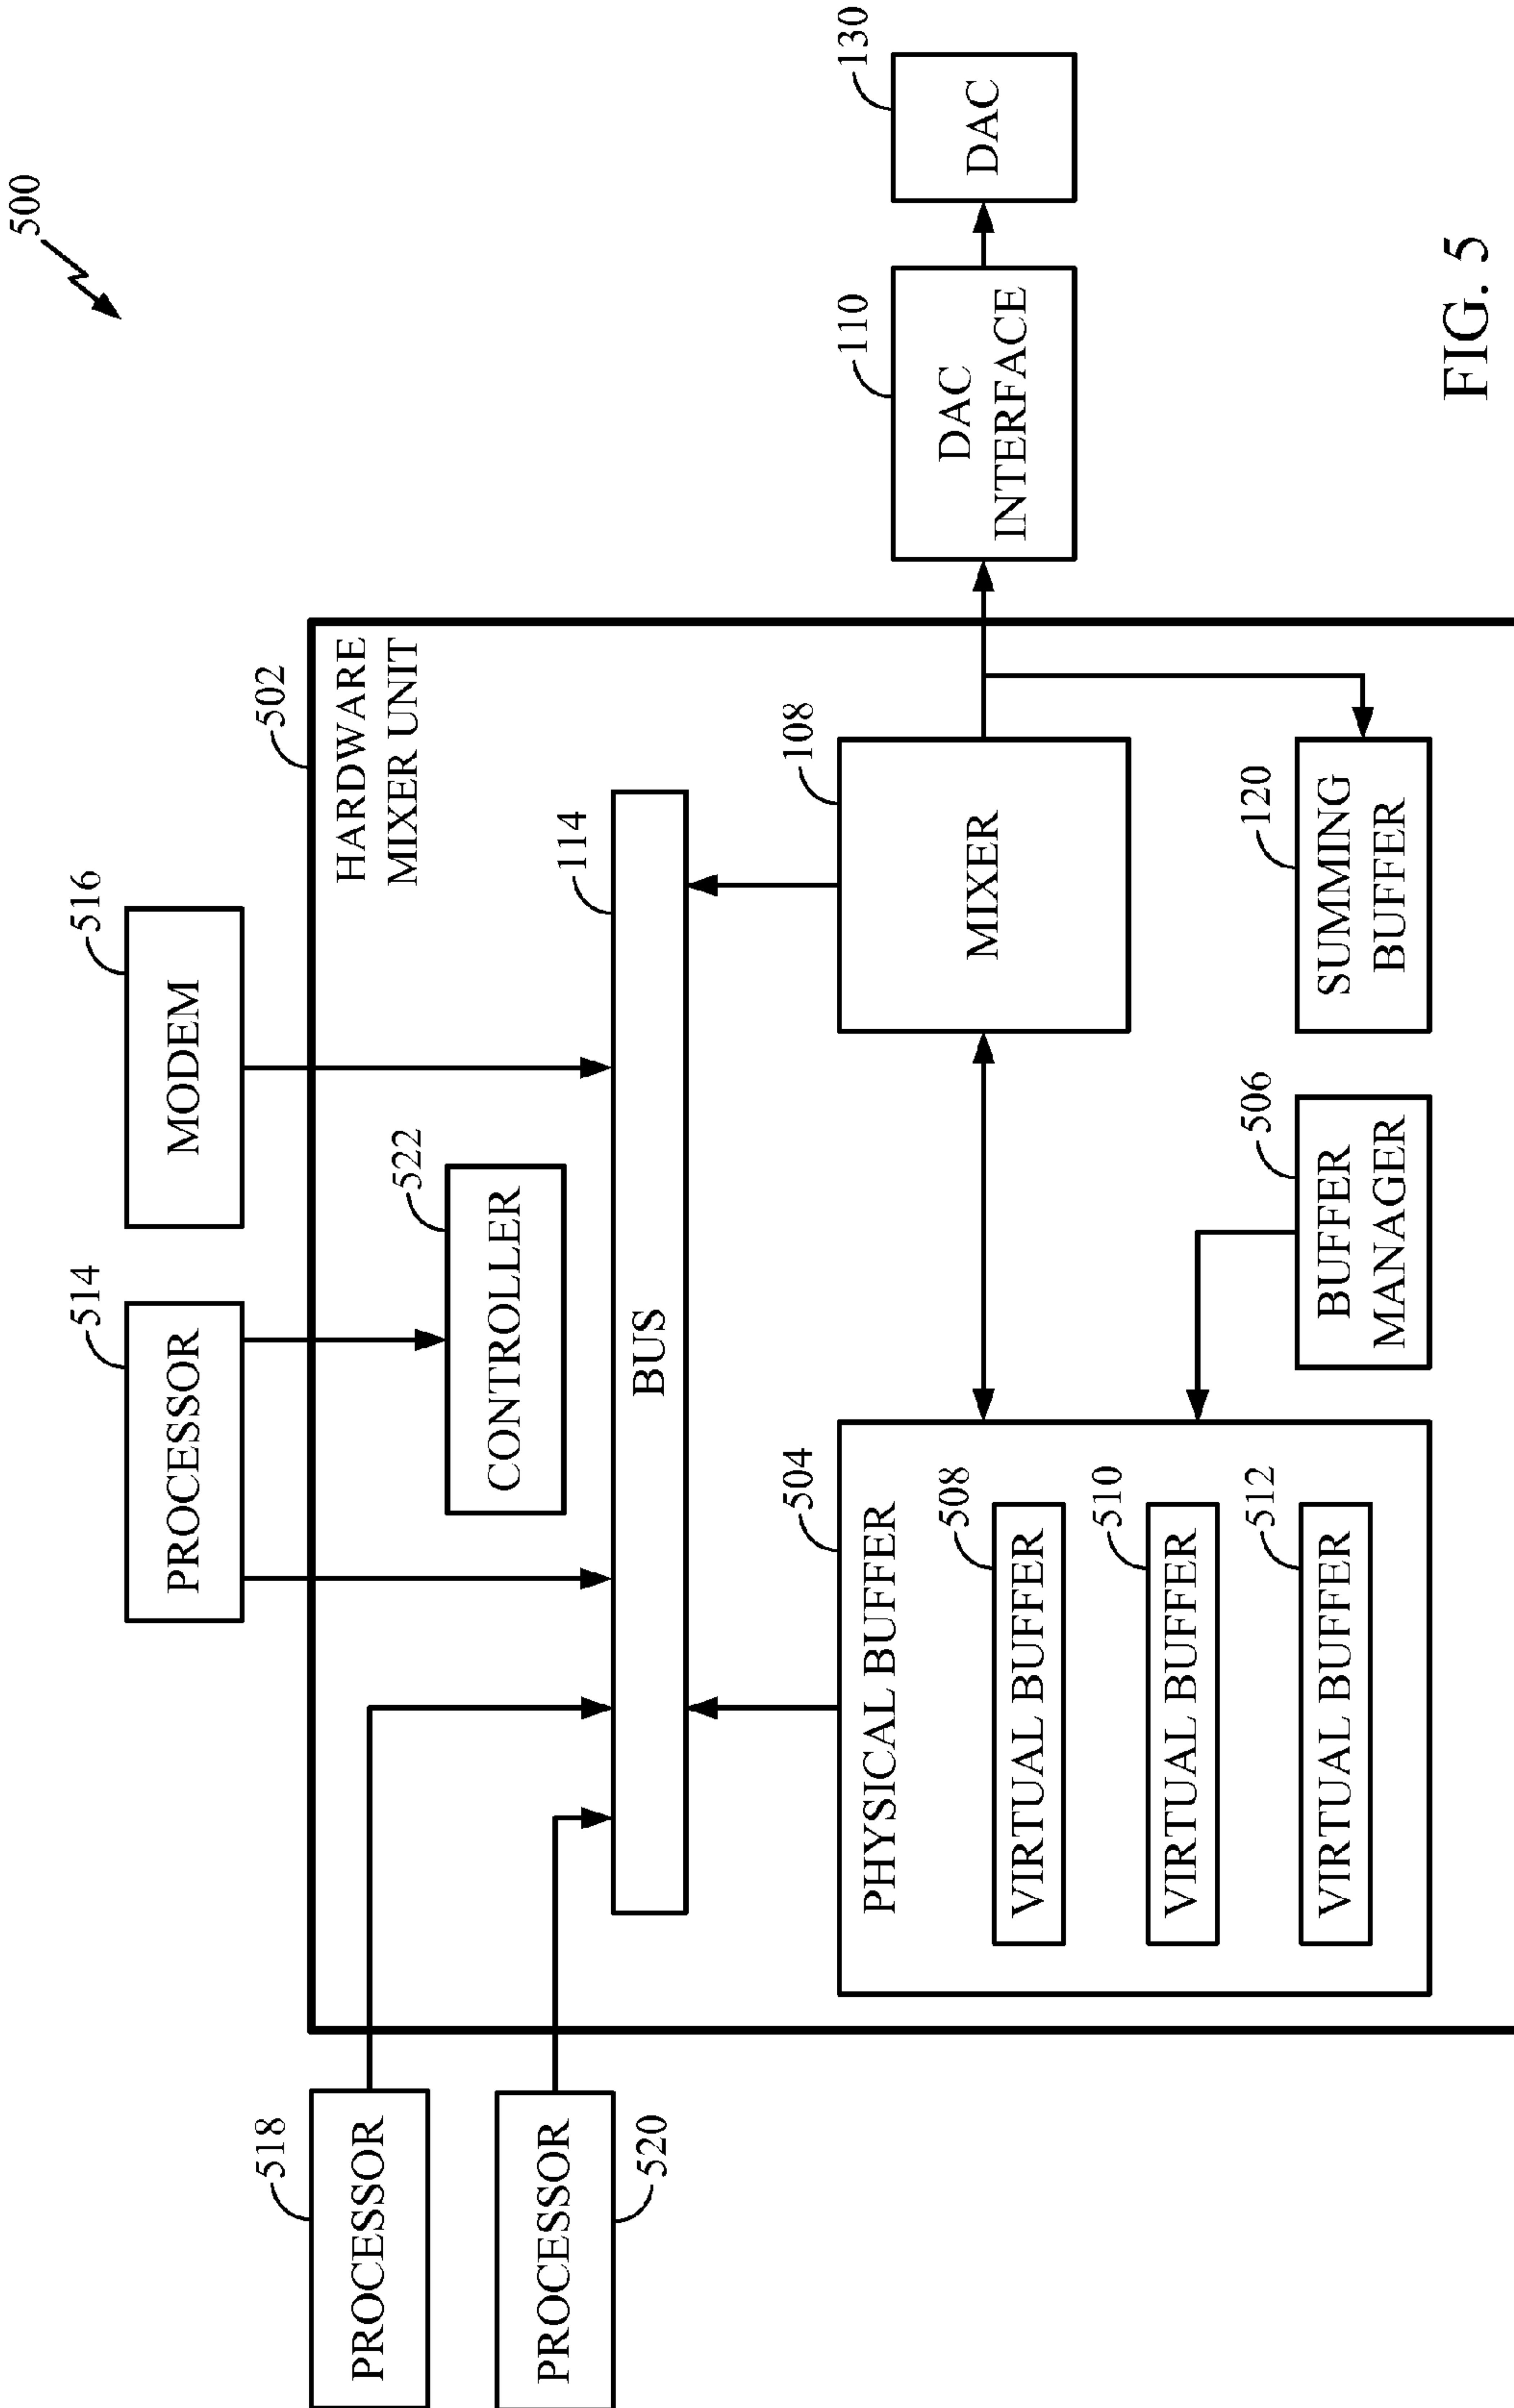 500
516
MODEM
514
PROCESSOR
518
PROCESSOR
PROCESSOR
520
502
HARDWARE
MIXER UNIT
522
CONTROLLER
114
BUS
504
PHYSICAL BUFFER
508
VIRTUAL BUFFER
510
VIRTUAL BUFFER
512
VIRTUAL BUFFER
108
MIXER
506
BUFFER
MANAGER
120
SUMMING
BUFFER
110
DAC
INTERFACE
130
DAC
FIG. 5